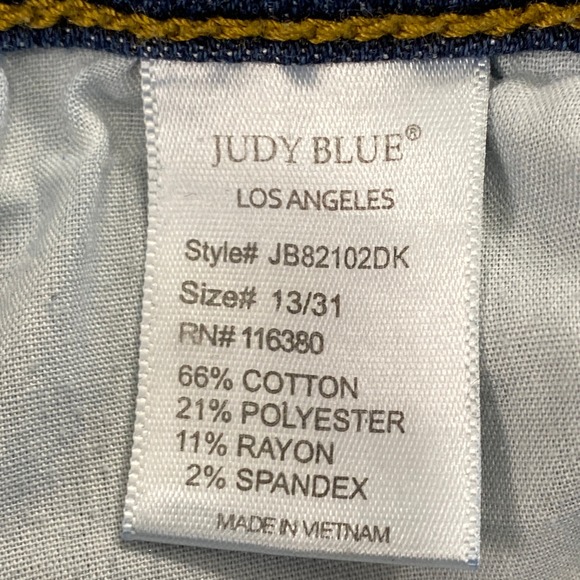 JUDY BLUE®
LOS ANGELES
Style# JB82102DK
Size# 13/31
RN# 116380
66% COTTON
21% POLYESTER
11% RAYON
2% SPANDEX
MADE IN VIETNAM